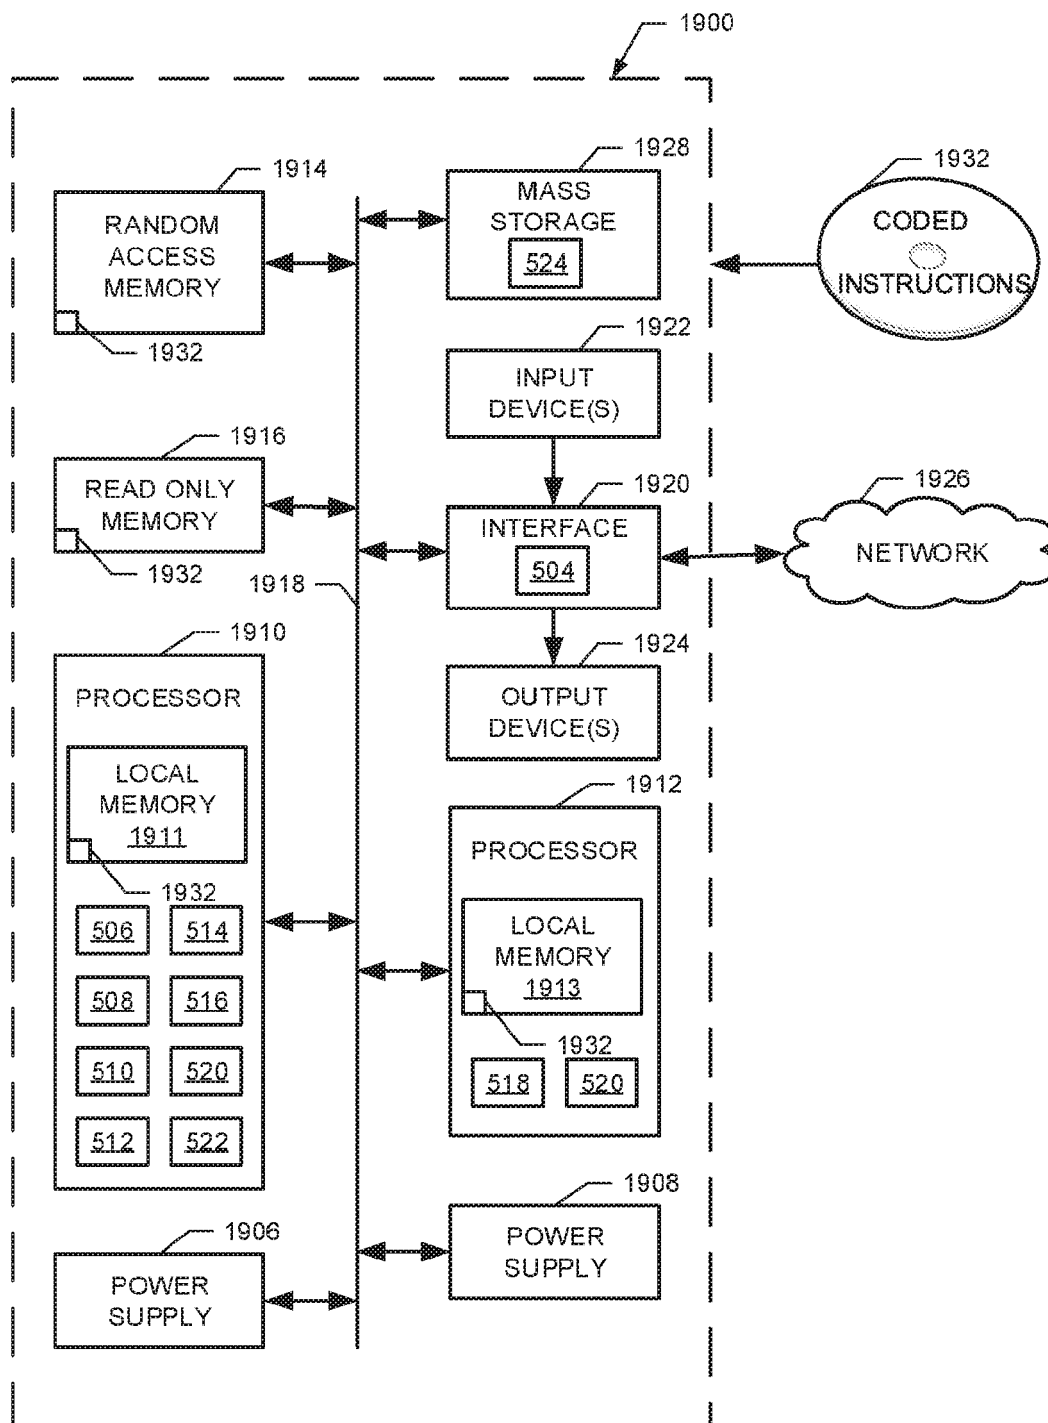 1900
1914
RANDOM
ACCESS
MEMORY
1932
1928
MASS
STORAGE
524
1932
CODED
INSTRUCTIONS
1922
INPUT
DEVICE(S)
1916
READ ONLY
MEMORY
1932
1920
INTERFACE
504
1926
NETWORK
1918
1910
PROCESSOR
LOCAL
MEMORY
1911
1932
506
514
508
516
510
520
512
522
1924
OUTPUT
DEVICE(S)
1912
PROCESSOR
LOCAL
MEMORY
1913
1932
518
520
1906
POWER
SUPPLY
1908
POWER
SUPPLY